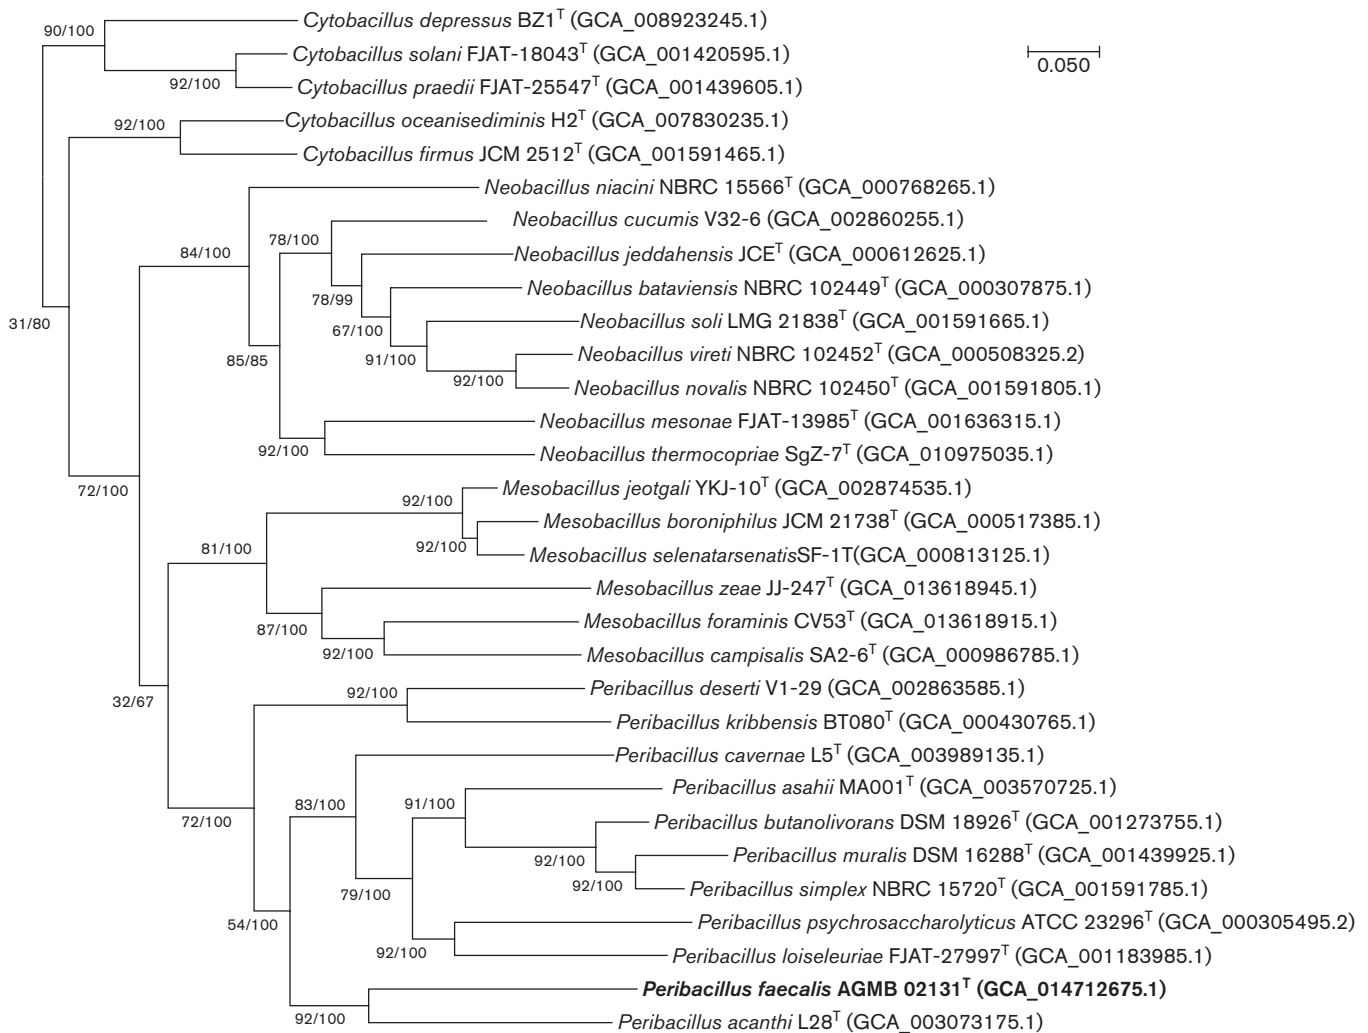 90/100
Cytobacillus depressus BZ1T (GCA_008923245.1)
Cytobacillus solani FJAT-18043T (GCA_001420595.1)
0.050
92/100
Cytobacillus praedii FJAT-25547T (GCA_001439605.1)
92/100
Cytobacillus oceanisediminis H2T (GCA_007830235.1)
Cytobacillus firmus JCM 2512T (GCA_001591465.1)
Neobacillus niacini NBRC 15566T (GCA_000768265.1)
Neobacillus cucumis V32-6 (GCA_002860255.1)
84/100
78/100
Neobacillus jeddahensis JCET (GCA_000612625.1)
78/99
Neobacillus bataviensis NBRC 102449T (GCA_000307875.1)
31/80
67/100
Neobacillus soli LMG 21838T (GCA_001591665.1)
85/85
91/100
Neobacillus vireti NBRC 102452T (GCA_000508325.2)
92/100
Neobacillus novalis NBRC 102450T (GCA_001591805.1)
Neobacillus mesonae FJAT-13985T (GCA_001636315.1)
92/100
Neobacillus thermocopriae SgZ-7T (GCA_010975035.1)
72/100
92/100
Mesobacillus jeotgali YKJ-10T (GCA_002874535.1)
Mesobacillus boroniphilus JCM 21738T (GCA_000517385.1)
81/100
92/100
Mesobacillus selenatarsenatisSF-1T(GCA_000813125.1)
Mesobacillus zeae JJ-247T (GCA_013618945.1)
87/100
Mesobacillus foraminis CV53T (GCA_013618915.1)
92/100
Mesobacillus campisalis SA2-6T (GCA_000986785.1)
32/67
92/100
Peribacillus deserti V1-29 (GCA_002863585.1)
Peribacillus kribbensis BT080T (GCA_000430765.1)
Peribacillus cavernae L5T (GCA_003989135.1)
Peribacillus asahii MA001T (GCA_003570725.1)
72/100
83/100
91/100
Peribacillus butanolivorans DSM 18926T (GCA_001273755.1)
92/100
Peribacillus muralis DSM 16288T (GCA_001439925.1)
79/100
92/100
Peribacillus simplex NBRC 15720T (GCA_001591785.1)
54/100
Peribacillus psychrosaccharolyticus ATCC 23296T (GCA_000305495.2)
92/100
Peribacillus loiseleuriae FJAT-27997T (GCA_001183985.1)
Peribacillus faecalis AGMB 02131T (GCA_014712675.1)
92/100
Peribacillus acanthi L28T (GCA_003073175.1)